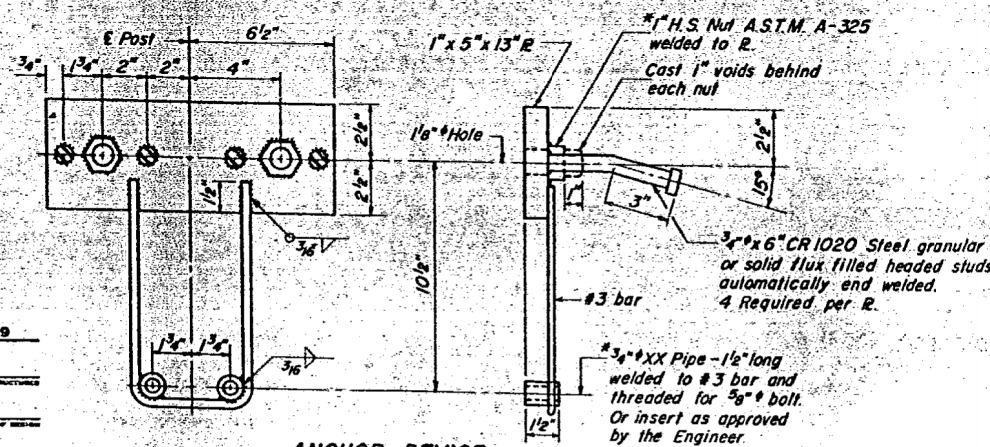 ℄ Post
6½"
¾"
1¾"
2"
2"
4"
2½"
2½"
½"
3/16
10½"
1¾"
1¾"
3/16
9
1"x 5"x 13" ℞
*1" H.S. Nut A.S.T.M. A-325
welded to ℞.
Cast 1" voids behind
each nut
1⅛" ϕ Hole
2½"
15°
1"
3"
¾" ϕ x 6" CR 1020 Steel granular
or solid flux filled headed studs
automatically end welded.
4 Required per ℞.
#3 bar
*¾" ϕ XX Pipe - 1½" long
welded to #3 bar and
threaded for ⅝" ϕ bolt.
Or insert as approved
by the Engineer.
1½"
ANCHOR DEVICE